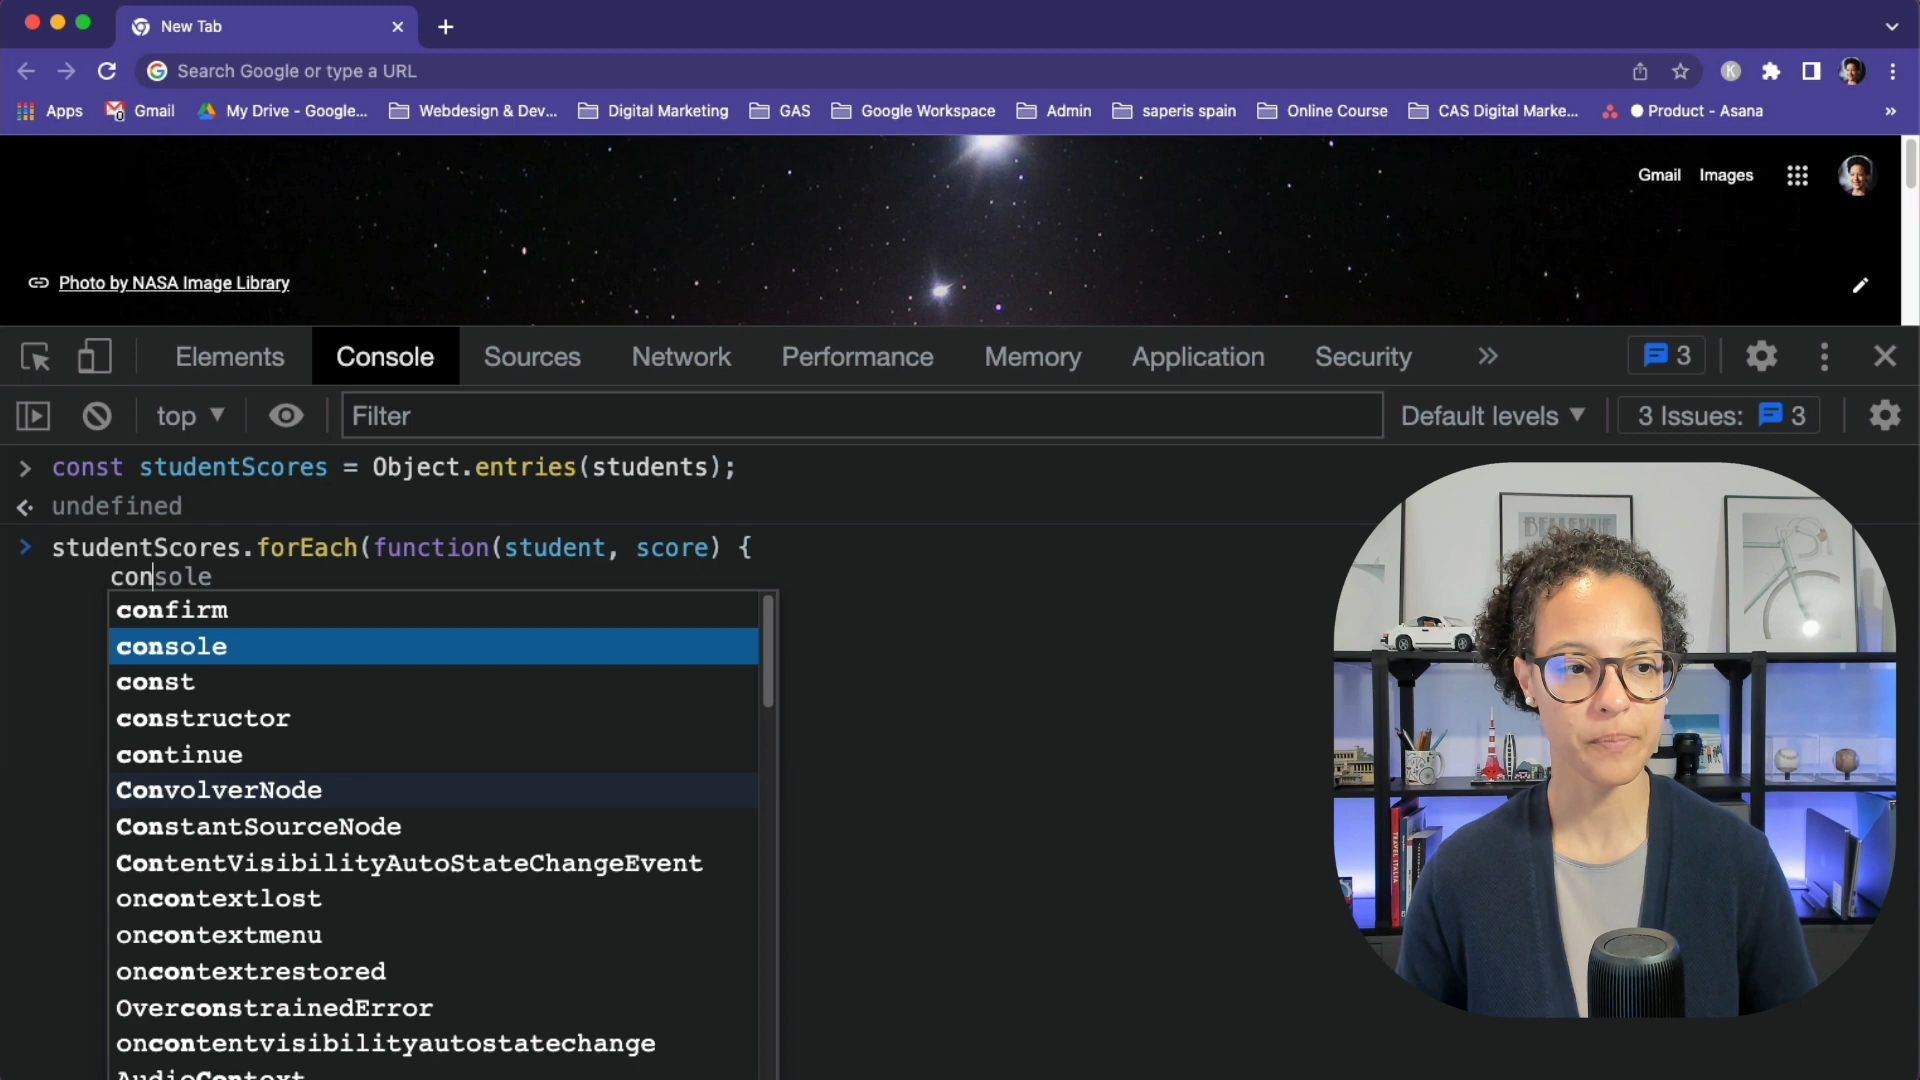 New Tab
Search Google or type a URL
K
Apps Gmail My Drive - Google... Webdesign & Dev... Digital Marketing GAS Google Workspace Admin saperis spain Online Course CAS Digital Marke... Product - Asana »
Gmail Images
Photo by NASA Image Library
Elements Console Sources Network Performance Memory Application Security » 3
top Filter Default levels 3 Issues: 3
> const studentScores = Object.entries(students);
undefined
> studentScores.forEach(function(student, score) {
console
confirm
console
const
constructor
continue
ConvolverNode
ConstantSourceNode
ContentVisibilityAutoStateChangeEvent
oncontextlost
oncontextmenu
oncontextrestored
OverconstrainedError
oncontentvisibilityautostatechange
AudioContext